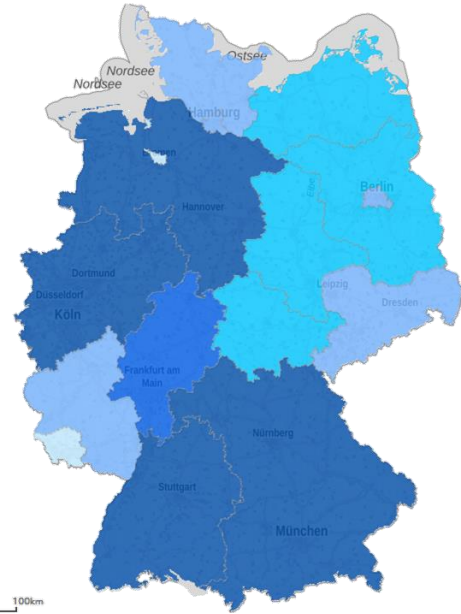 Nordsee
Nordsee
Ostsee
Hamburg
Bremen
Berlin
Hannover
Dortmund
Leipzig
Düsseldorf
Dresden
Köln
Frankfurt am
Main
Nürnberg
Stuttgart
München
100km